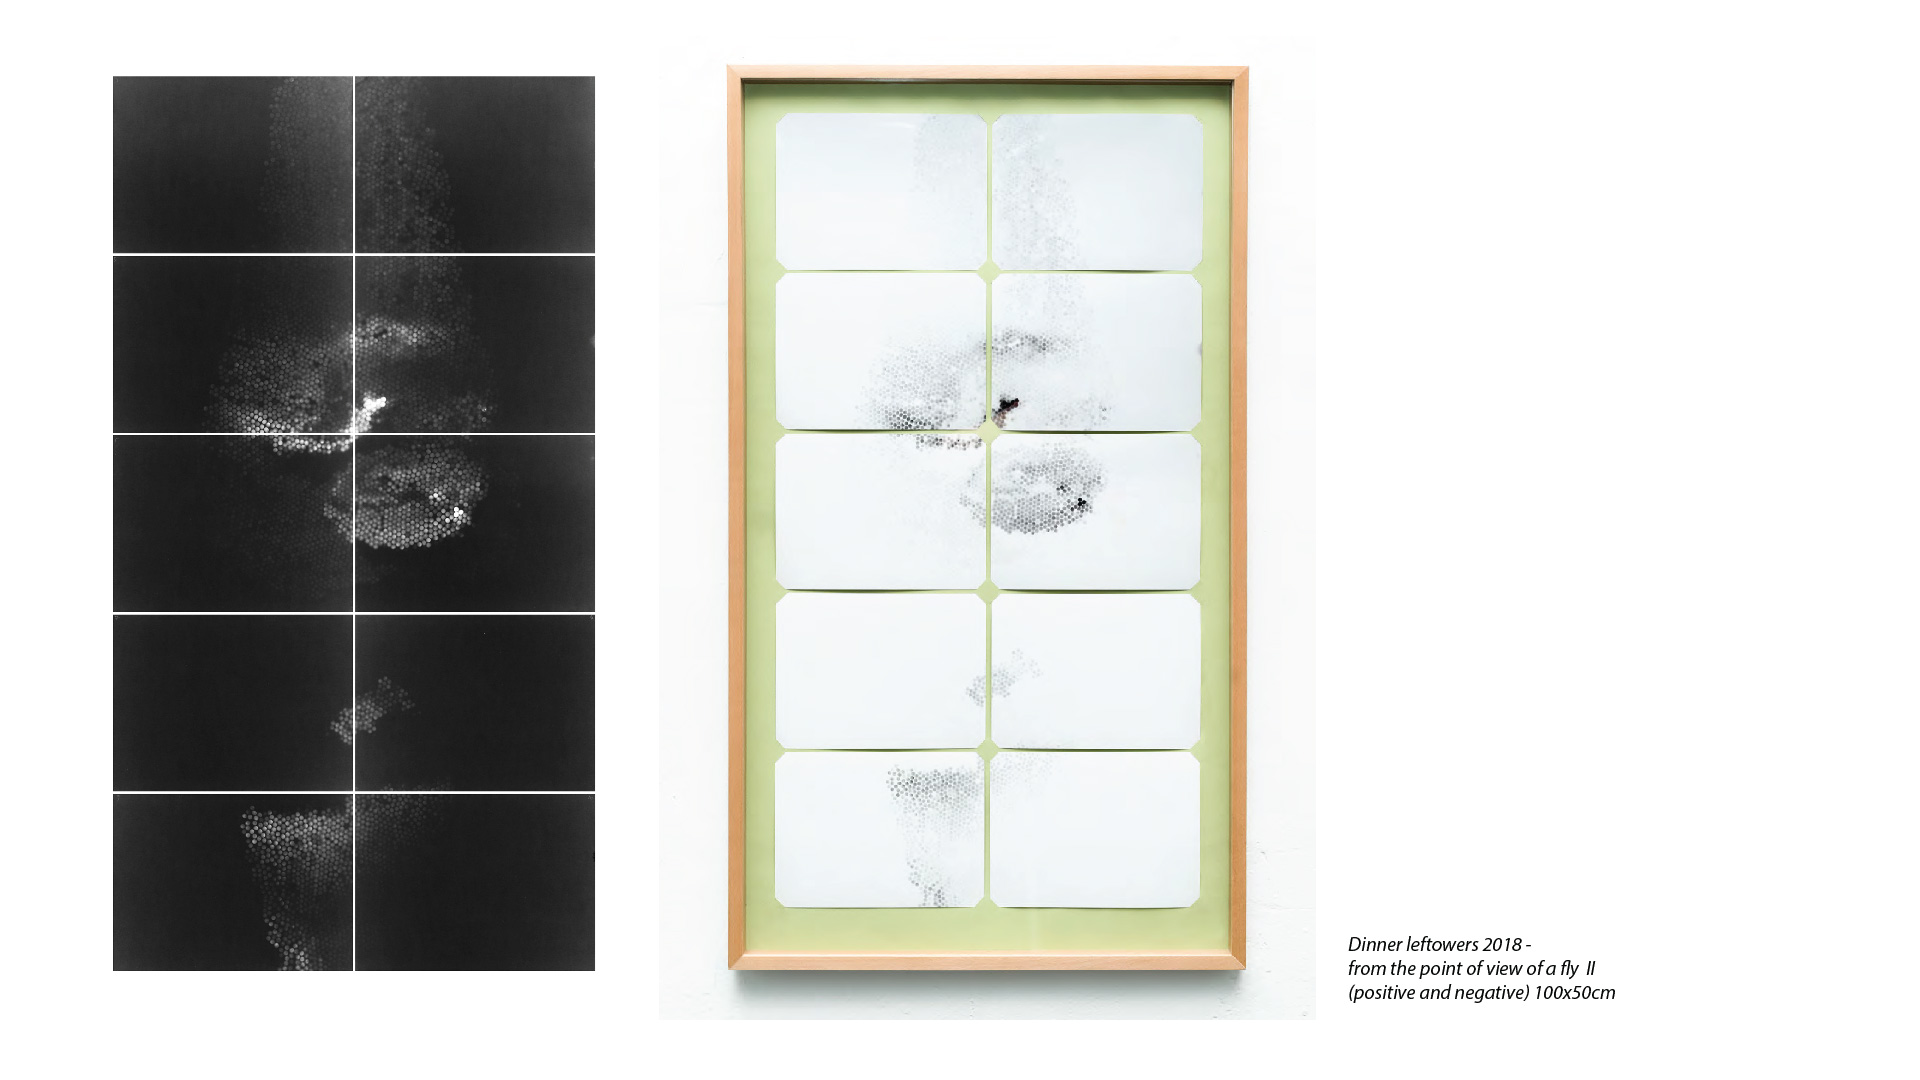 Dinner leftowers 2018 -
from the point of view of a fly II
(positive and negative) 100x50cm